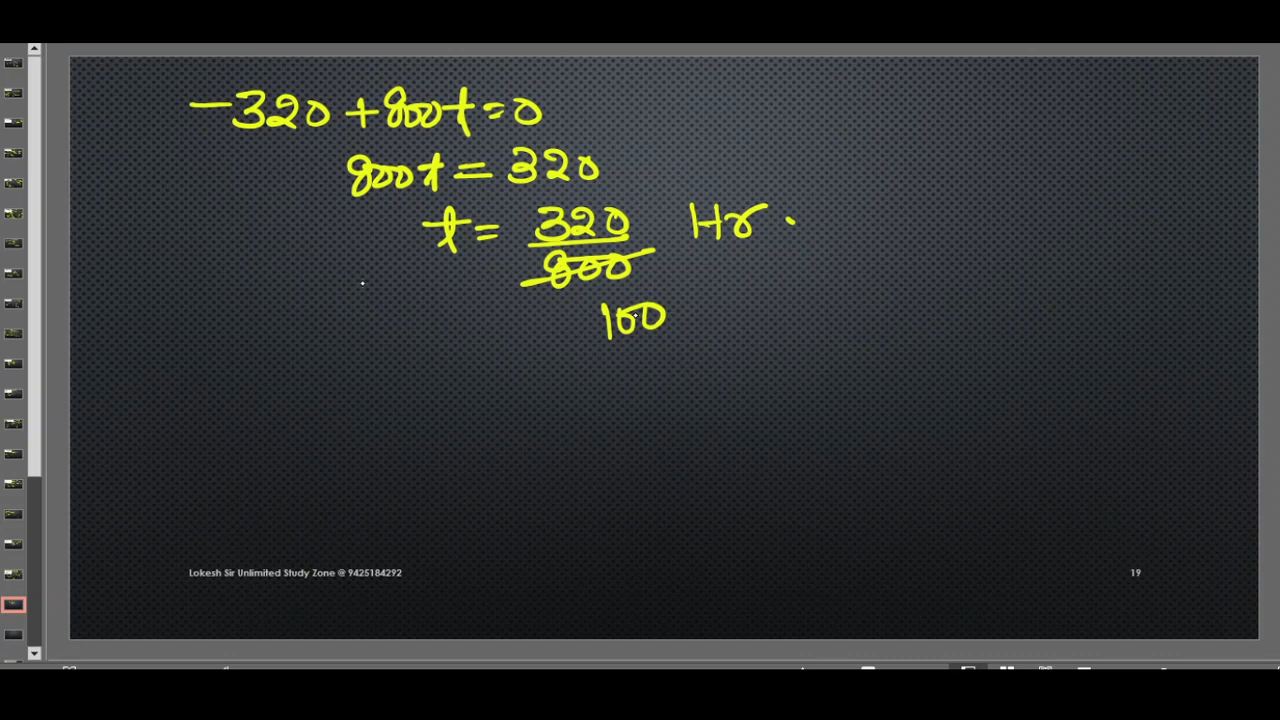 -320 + 800t = 0
800t = 320
t = 320/800 Hr.
100
Lokesh Sir Unlimited Study Zone @ 9425184292
19